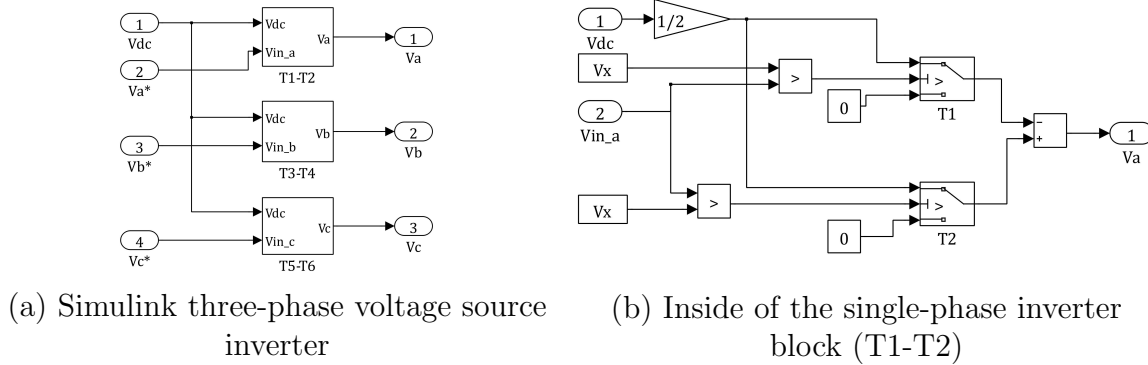 1
Vdc
2
Va*
3
Vb*
4
Vc*
Vdc
Vin_a
Va
T1-T2
Vdc
Vin_b
Vb
T3-T4
Vdc
Vin_c
Vc
T5-T6
1
Va
2
Vb
3
Vc
(a) Simulink three-phase voltage source
inverter
1
Vdc
1/2
Vx
2
Vin_a
Vx
>
>
0
0
>
T1
>
T2
−
+
1
Va
(b) Inside of the single-phase inverter
block (T1-T2)